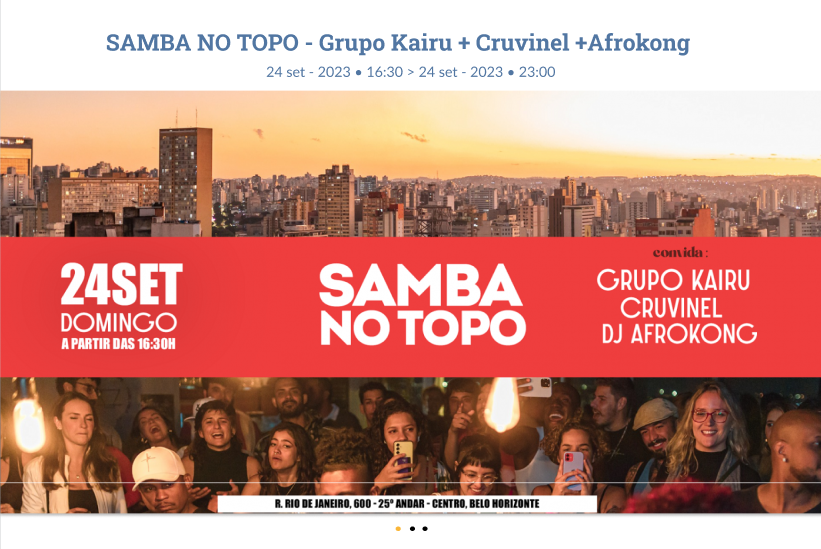 SAMBA NO TOPO - Grupo Kairu + Cruvinel +Afrokong
24 set - 2023 • 16:30 > 24 set - 2023 • 23:00
24SET
DOMINGO
A PARTIR DAS 16:30H
SAMBA
NO TOPO
convida:
GRUPO KAIRU
CRUVINEL
DJ AFROKONG
R. RIO DE JANEIRO, 600 - 25º ANDAR - CENTRO, BELO HORIZONTE